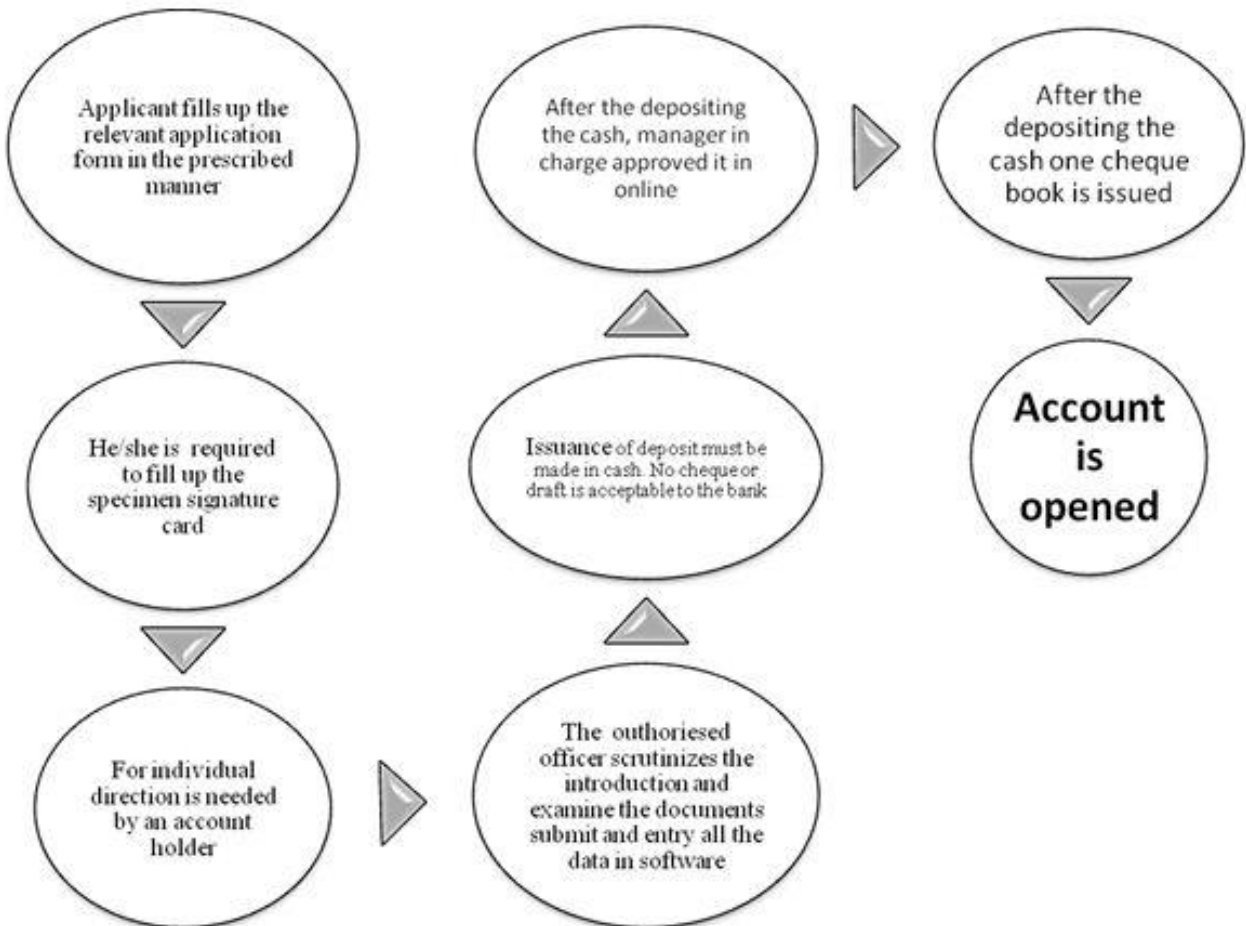 Applicant fills up the
relevant application
form in the prescribed
manner
He/she is required
to fill up the
specimen signature
card
For individual
direction is needed
by an account
holder
The outhoriesed
officer scrutinizes the
introduction and
examine the documents
submit and entry all the
data in software
Issuance of deposit must be
made in cash. No cheque or
draft is acceptable to the bank
After the depositing
the cash, manager in
charge approved it in
online
After the
depositing the
cash one cheque
book is issued
Account
is
opened